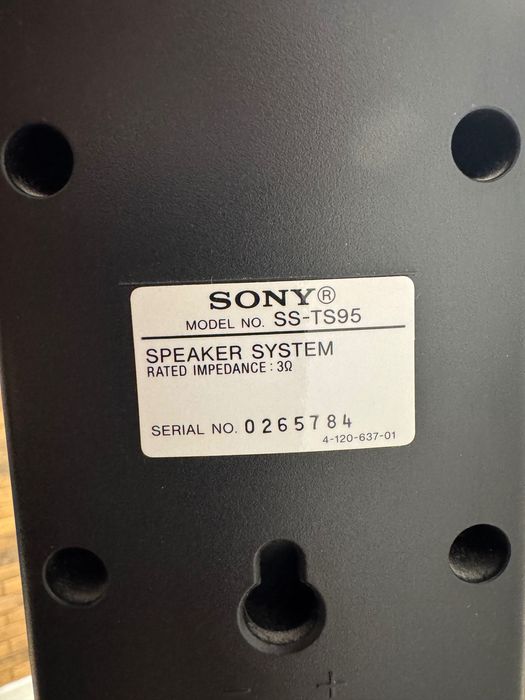 SONY®
MODEL NO. SS-TS95
SPEAKER SYSTEM
RATED IMPEDANCE : 3Ω
SERIAL NO. 0265784
4-120-637-01
− +